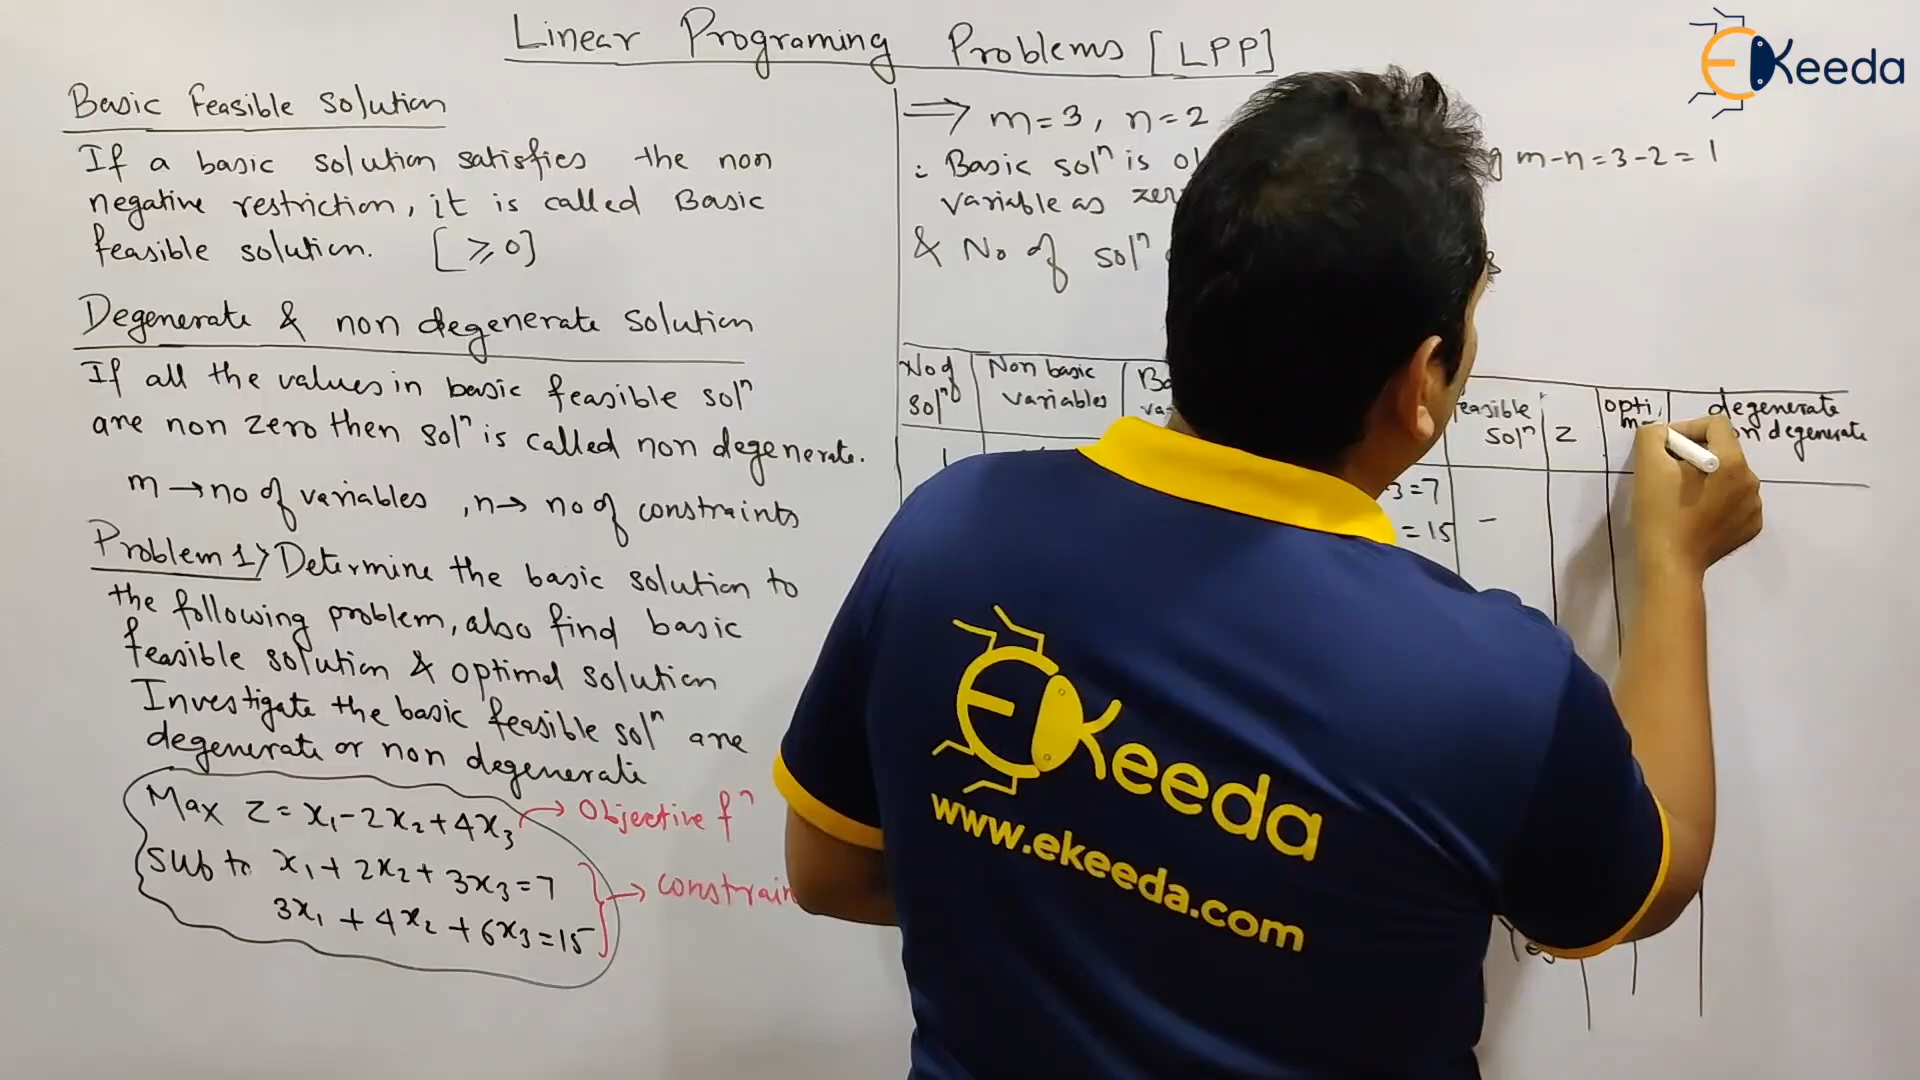 Linear Programing Problems [LPP]
EKeeda
Basic Feasible Solution
If a basic solution satisfies the non
negative restriction, it is called Basic
feasible solution. [≥0]
Degenerate & non degenerate Solution
If all the values in basic feasible solⁿ
are non zero then solⁿ is called non degenerate.
m → no of variables , n → no of constraints
Problem 1) Determine the basic solution to
the following problem, also find basic
feasible solution & optimal solution
Investigate the basic feasible solⁿ are
degenerate or non degenerate
Max Z = x₁ - 2x₂ + 4x₃ → Objective fⁿ
Sub to x₁ + 2x₂ + 3x₃ = 7
3x₁ + 4x₂ + 6x₃ = 15
→ constrain
⇒ m = 3, n = 2
∴ Basic solⁿ is
m-n = 3-2 = 1
variable as
& No of solⁿ
No of solⁿ
Non basic variables
feasible solⁿ
Z
opti
degenerate
degenerate
1
3 = 7
= 15
-
Yes
EKeeda
www.ekeeda.com